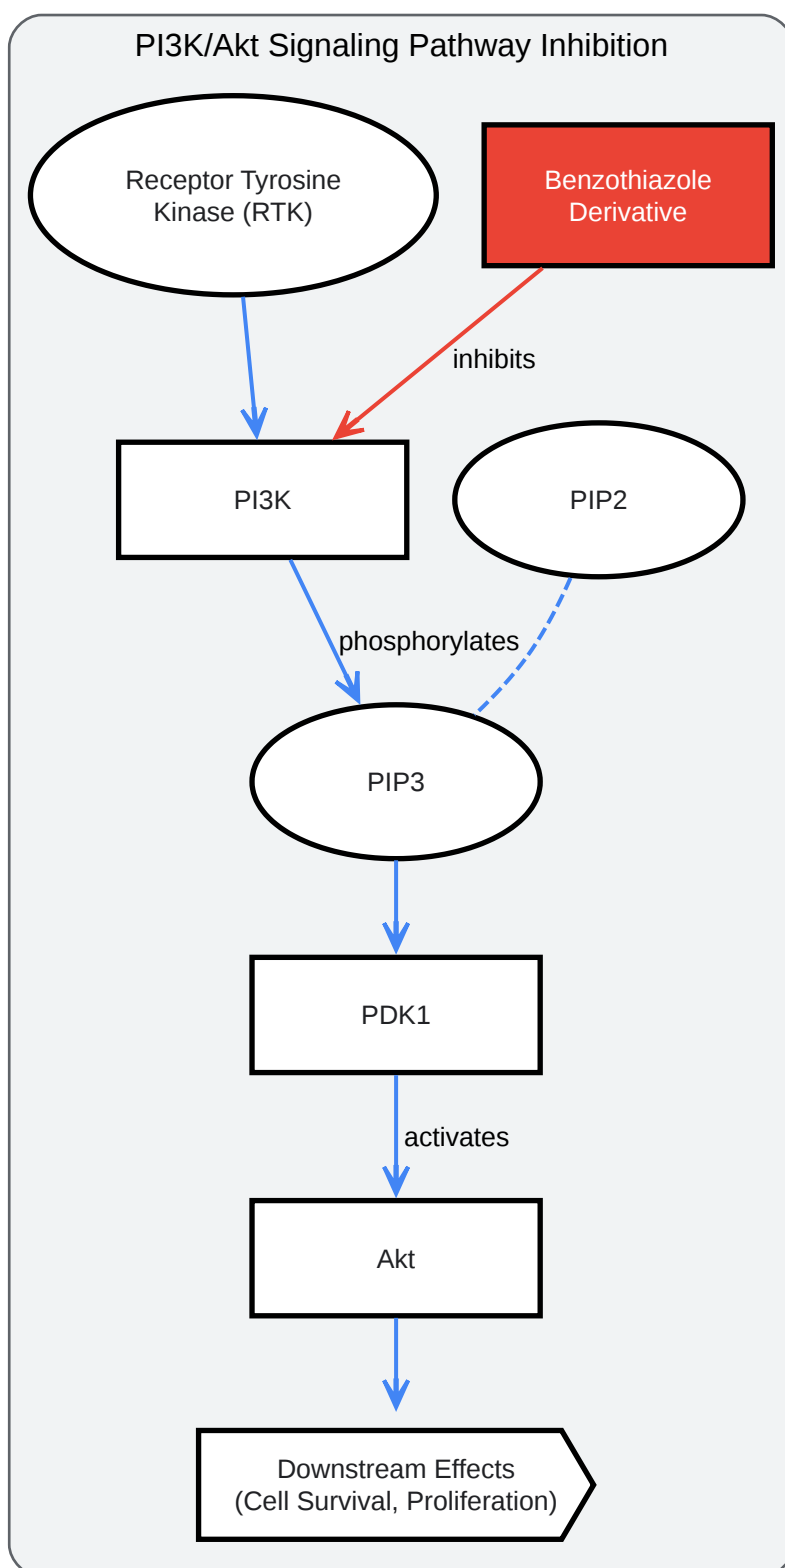 PI3K/Akt Signaling Pathway Inhibition
Receptor Tyrosine
Kinase (RTK)
Benzothiazole
Derivative
inhibits
PI3K
PIP2
phosphorylates
PIP3
PDK1
activates
Akt
Downstream Effects
(Cell Survival, Proliferation)